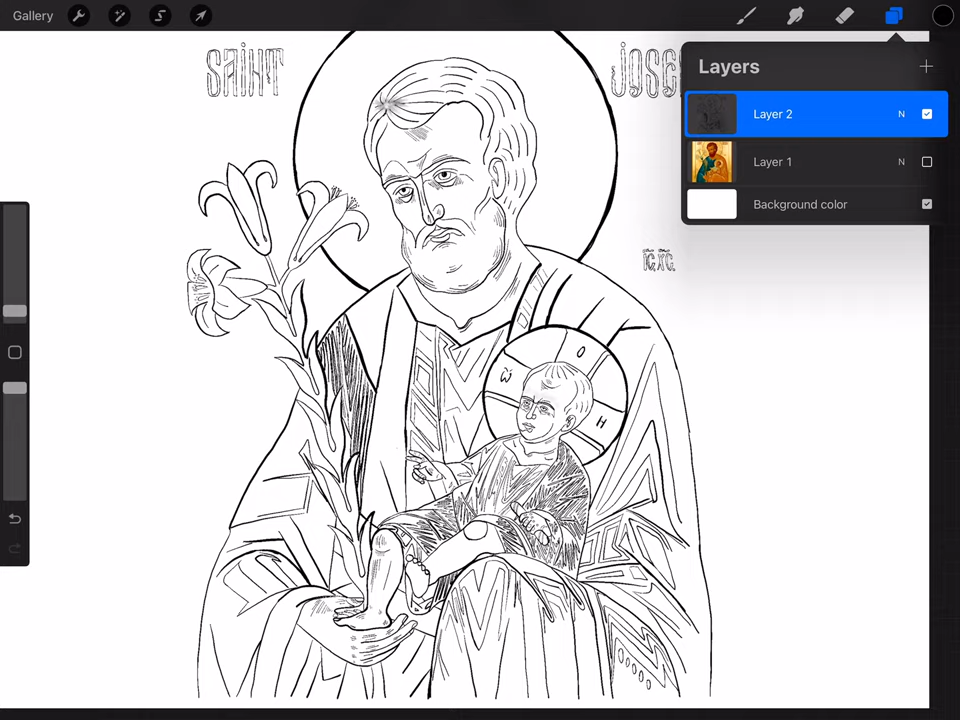 Gallery
Layers
Layer 2 N
Layer 1 N
Background color
SAINT
JOSE
IC XC
Ѡ O H